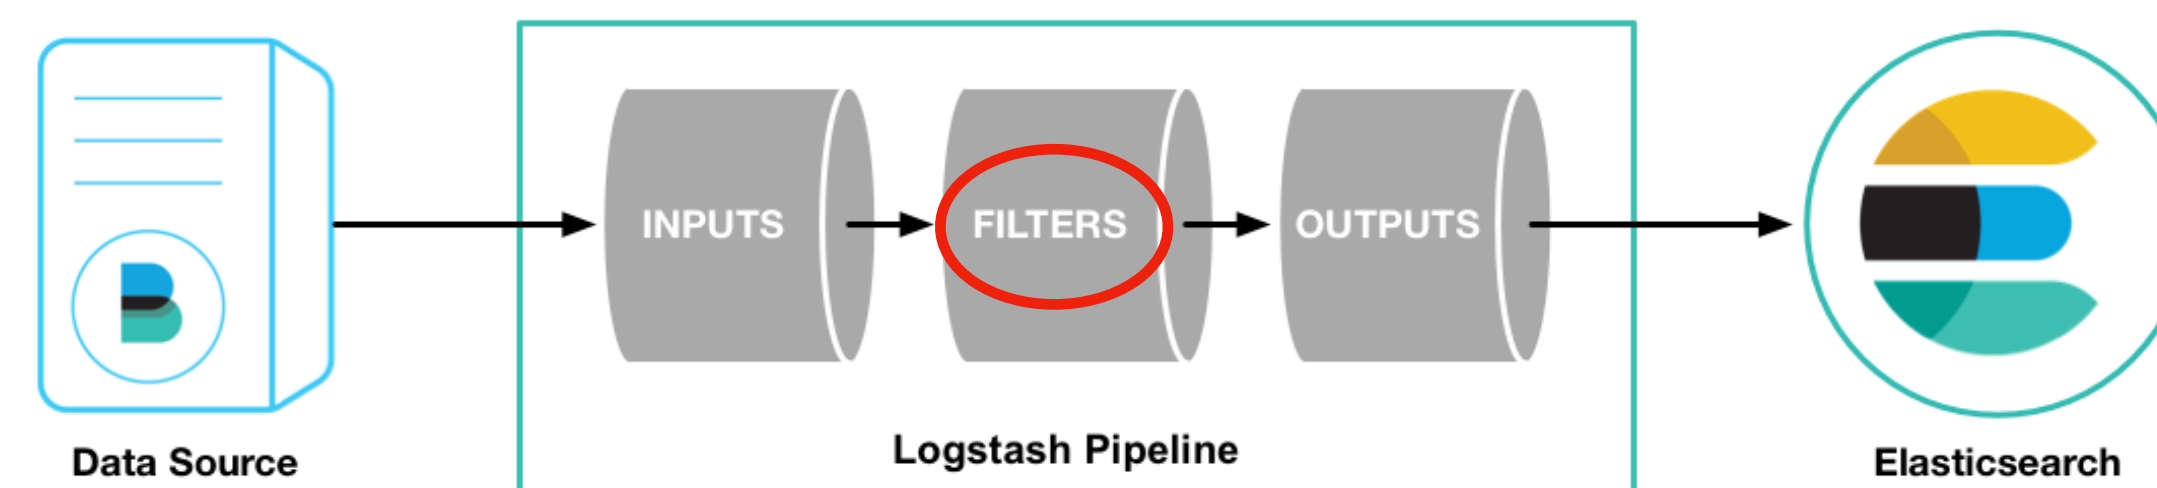 INPUTS
FILTERS
OUTPUTS
Logstash Pipeline
Data Source
Elasticsearch